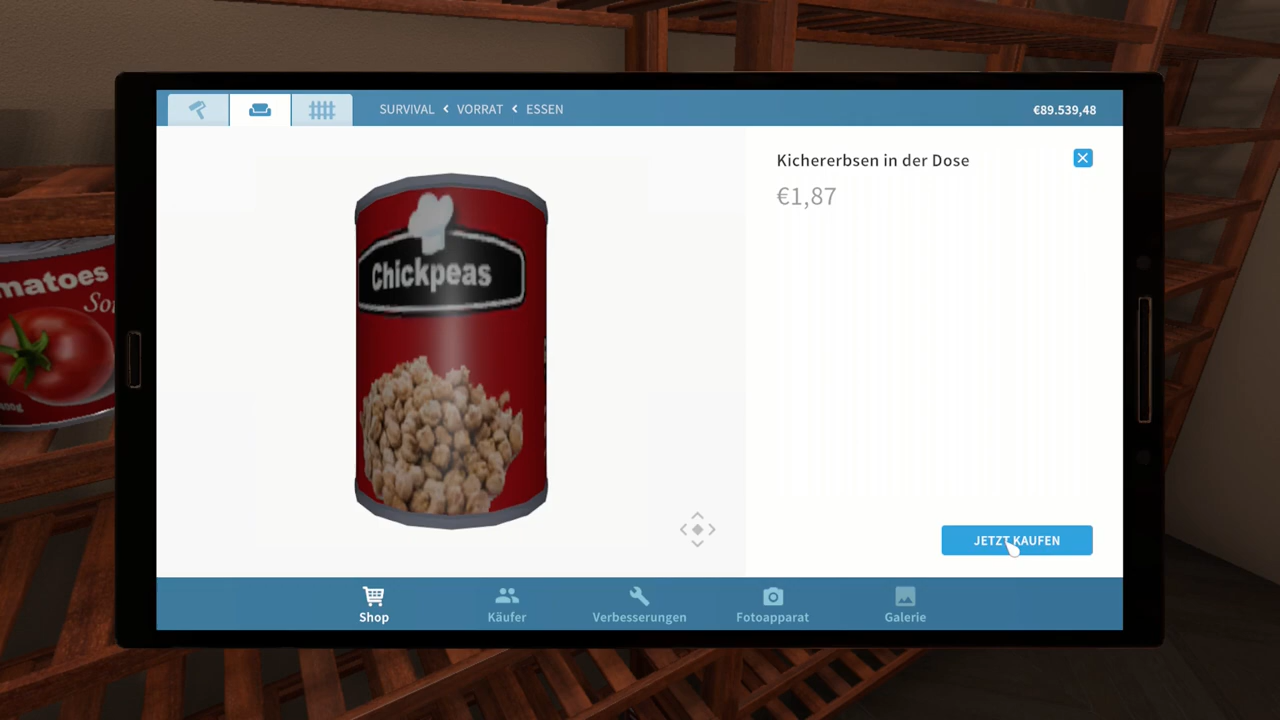 SURVIVAL < VORRAT < ESSEN
€89.539,48
Kichererbsen in der Dose
€1,87
Chickpeas
JETZT KAUFEN
Shop
Käufer
Verbesserungen
Fotoapparat
Galerie
matoes